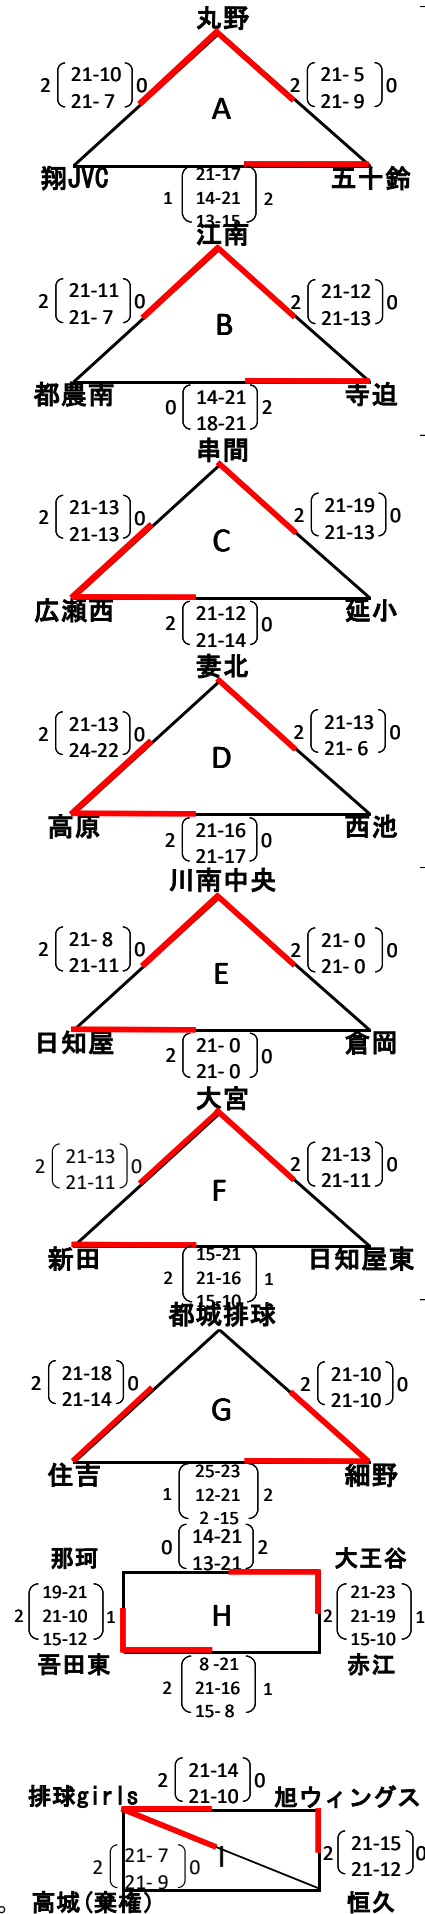 丸野
2 21-10 0 2 21- 5 0
21- 7 21- 9
A
翔JVC 五十鈴
21-17
1 14-21 2
13-15
江南
2 21-11 0 2 21-12 0
21- 7 21-13
B
都農南 寺迫
0 14-21 2
18-21
串間
2 21-13 0 2 21-19 0
21-13 21-13
C
広瀬西 延小
2 21-12 0
21-14
妻北
2 21-13 0 2 21-13 0
24-22 21- 6
D
高原 西池
2 21-16 0
21-17
川南中央
2 21- 8 0 2 21- 0 0
21-11 21- 0
E
日知屋 倉岡
2 21- 0 0
21- 0
大宮
2 21-13 0 2 21-13 0
21-11 21-11
F
新田 日知屋東
15-21
2 21-16 1
15-10
都城排球
2 21-18 0 2 21-10 0
21-14 21-10
G
住吉 細野
25-23
1 12-21 2
2 -15
0 14-21 2
13-21
那珂 大王谷
19-21 21-23
2 21-10 1 H 2 21-19 1
15-12 15-10
吾田東 赤江
8 -21
2 21-16 1
15- 8
2 21-14 0
21-10
排球girls 旭ウィングス
2 21- 7 0 I 2 21-15 0
21- 9 21-12
。 高城(棄権) 恒久